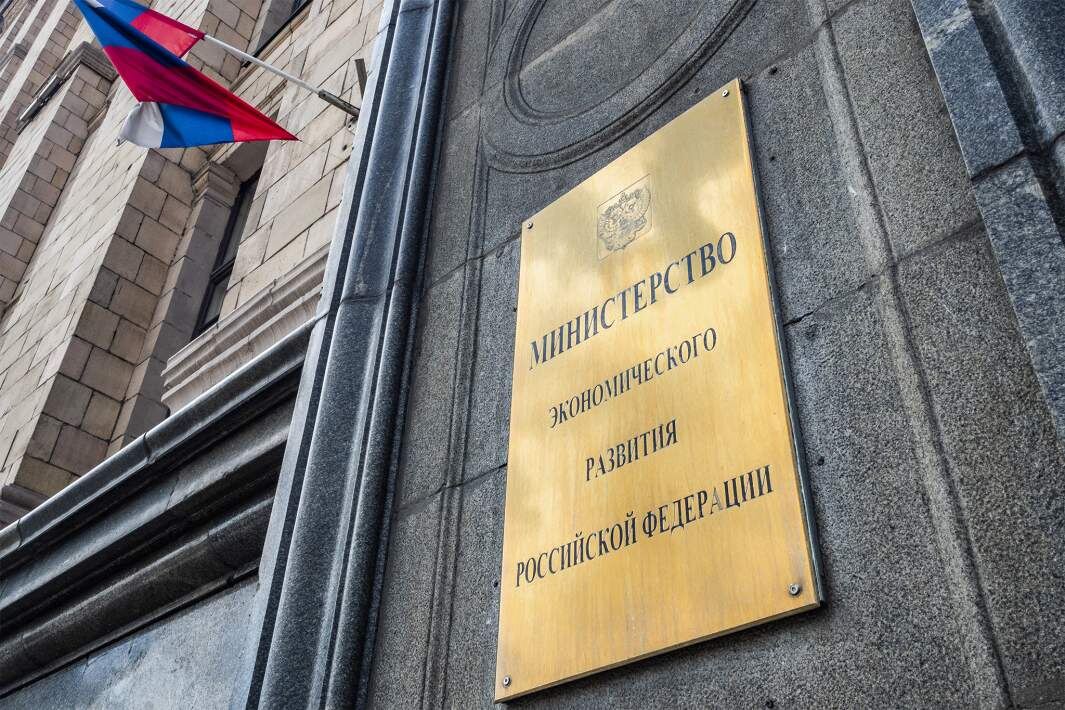 МИНИСТЕРСТВО
ЭКОНОМИЧЕСКОГО
РАЗВИТИЯ
РОССИЙСКОЙ ФЕДЕРАЦИИ